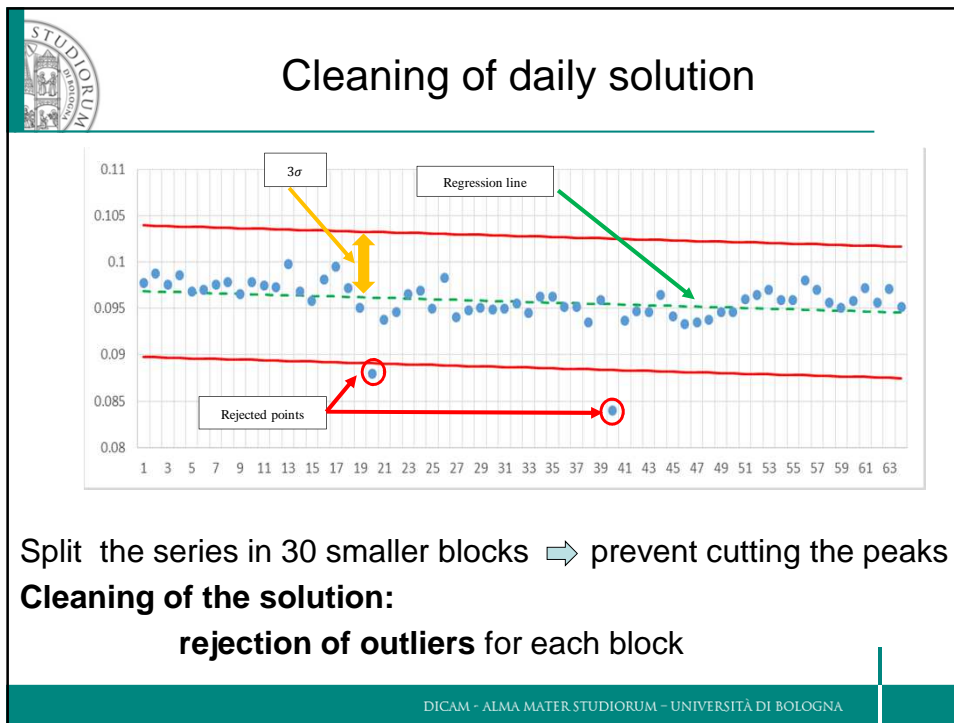 STUDIORUM
DI BOLOGNA
Cleaning of daily solution
3σ
Regression line
Rejected points
0.11
0.105
0.1
0.095
0.09
0.085
0.08
1 3 5 7 9 11 13 15 17 19 21 23 25 27 29 31 33 35 37 39 41 43 45 47 49 51 53 55 57 59 61 63
Split the series in 30 smaller blocks ⇨ prevent cutting the peaks
Cleaning of the solution:
rejection of outliers for each block
DICAM - ALMA MATER STUDIORUM – UNIVERSITÀ DI BOLOGNA